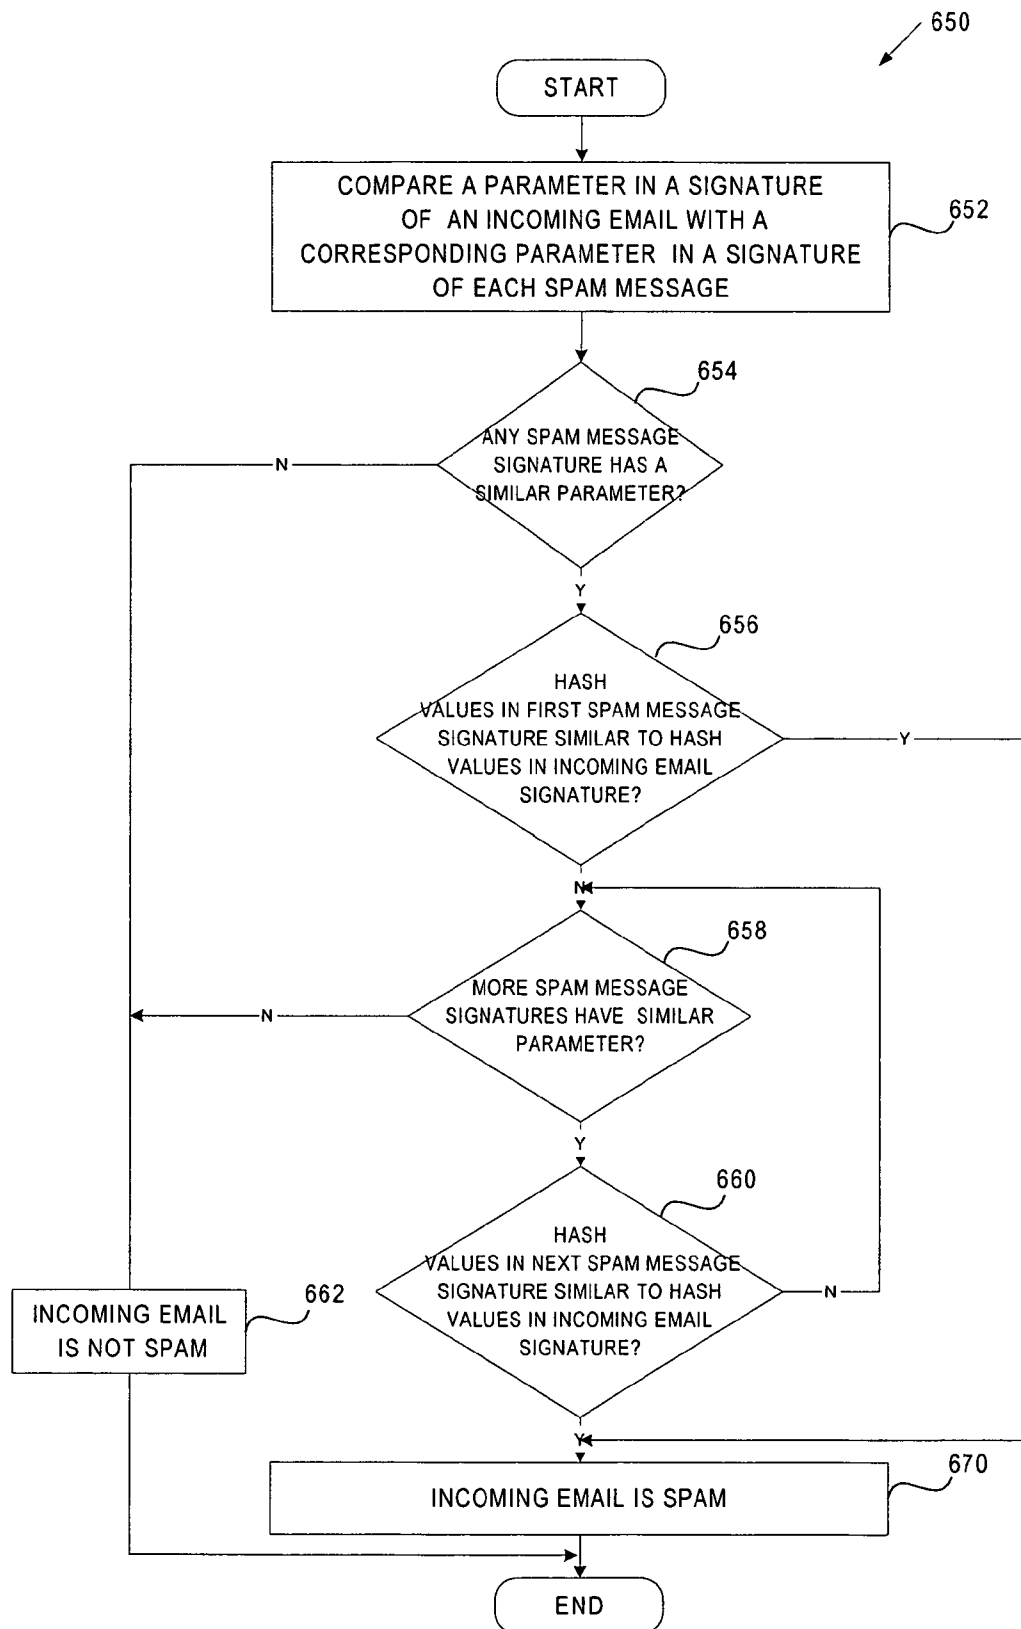 650
START
COMPARE A PARAMETER IN A SIGNATURE
OF AN INCOMING EMAIL WITH A
CORRESPONDING PARAMETER IN A SIGNATURE
OF EACH SPAM MESSAGE
652
654
ANY SPAM MESSAGE
SIGNATURE HAS A
SIMILAR PARAMETER?
N
Y
656
HASH
VALUES IN FIRST SPAM MESSAGE
SIGNATURE SIMILAR TO HASH
VALUES IN INCOMING EMAIL
SIGNATURE?
Y
N
658
MORE SPAM MESSAGE
SIGNATURES HAVE SIMILAR
PARAMETER?
N
Y
660
HASH
VALUES IN NEXT SPAM MESSAGE
SIGNATURE SIMILAR TO HASH
VALUES IN INCOMING EMAIL
SIGNATURE?
N
662
INCOMING EMAIL
IS NOT SPAM
Y
670
INCOMING EMAIL IS SPAM
END